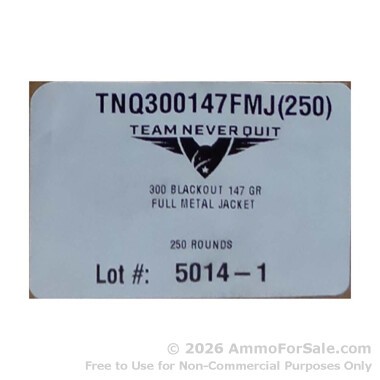 TNQ300147FMJ(250)
TEAM NEVER QUIT
300 BLACKOUT 147 GR
FULL METAL JACKET
250 ROUNDS
Lot #: 5014-1
© 2026 AmmoForSale.com
Free to Use for Non-Commercial Purposes Only